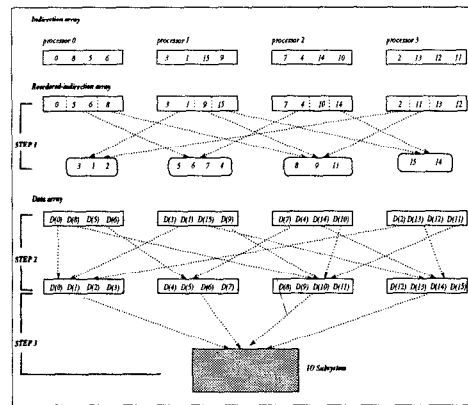 Indirection array
processor 0 processor 1 processor 2 processor 3
0 8 5 6 3 1 15 9 7 4 14 10 2 13 12 11
Reordered-indirection array
0 5 6 8 3 1 9 15 7 4 10 14 2 11 13 12
STEP 1
3 1 2 5 6 7 4 8 9 11 15 14
Data array
D(0) D(8) D(5) D(6) D(3) D(1) D(15) D(9) D(7) D(4) D(14) D(10) D(2) D(13) D(12) D(11)
STEP 2
D(0) D(1) D(2) D(3) D(4) D(5) D(6) D(7) D(8) D(9) D(10) D(11) D(12) D(13) D(14) D(15)
STEP 3
I/O Subsystem